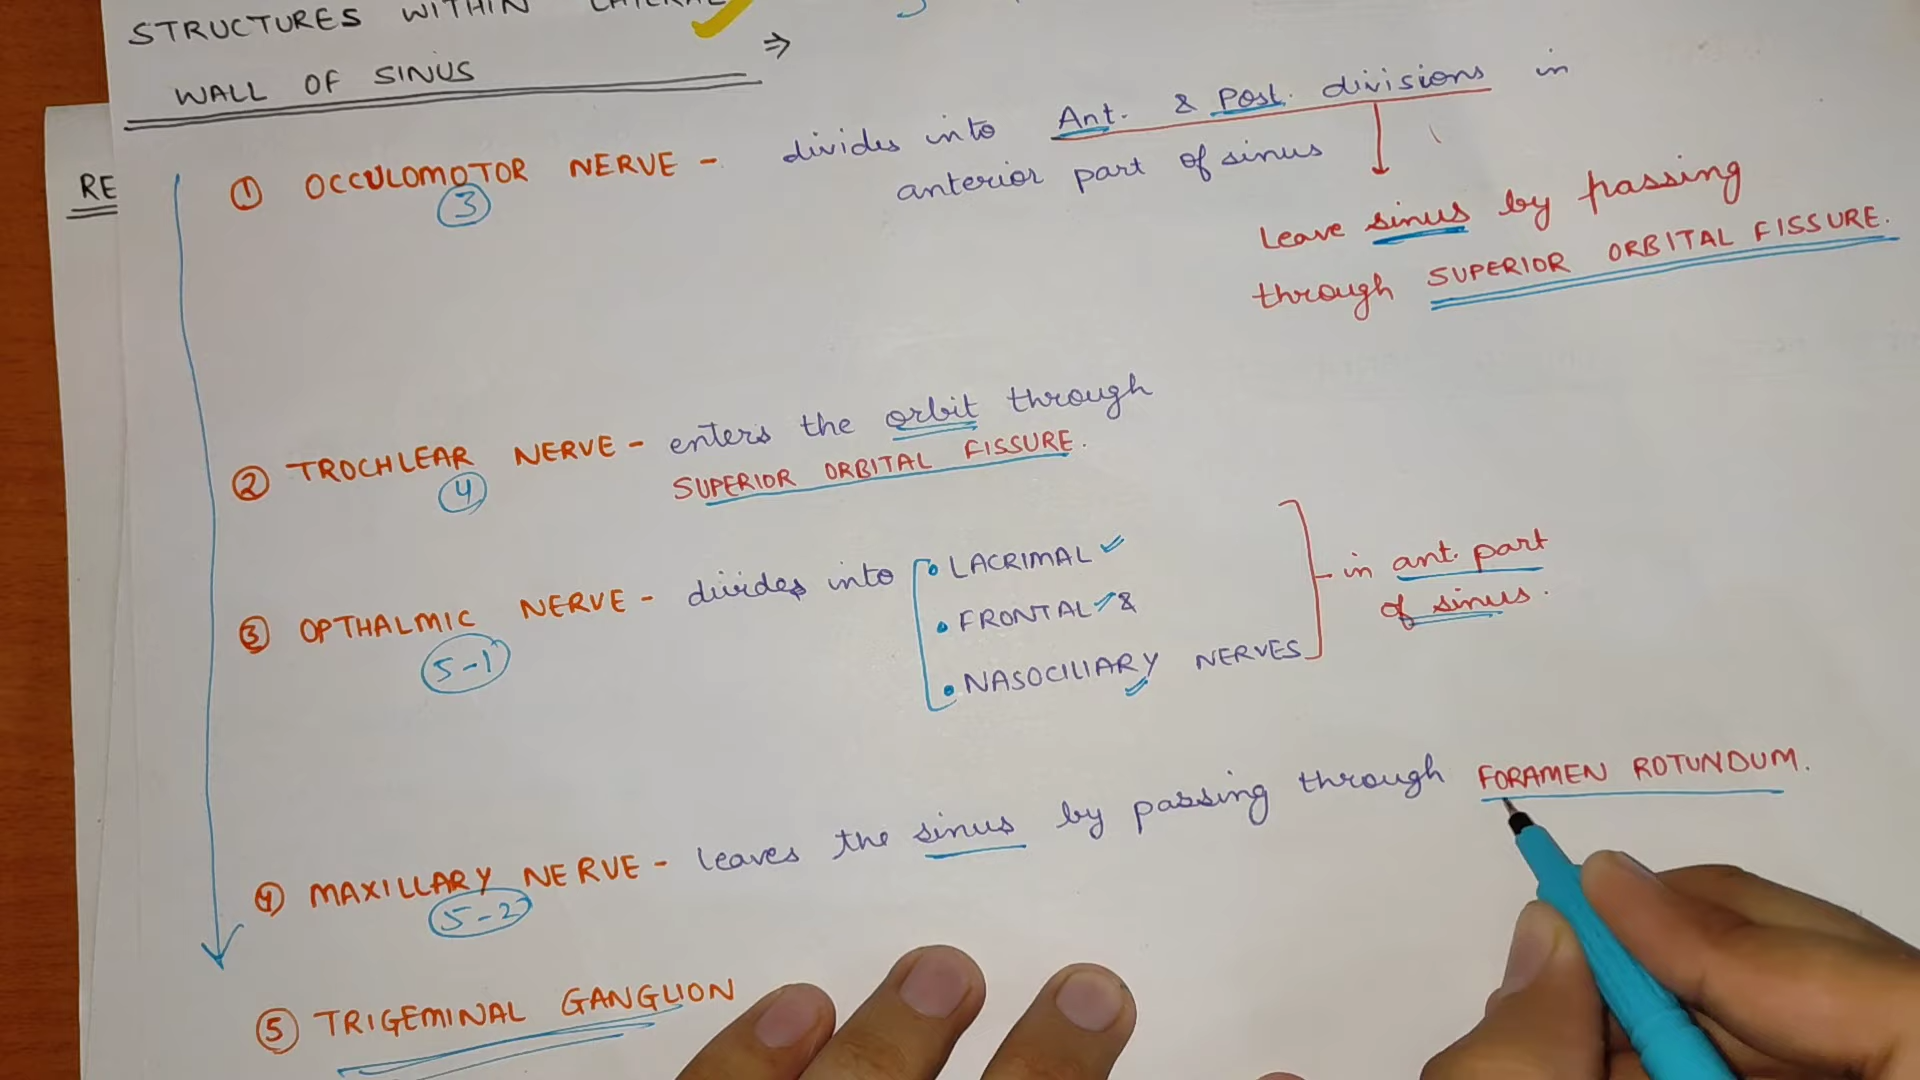 STRUCTURES WITHIN LATERAL
WALL OF SINUS ⇒
RE
① OCCULOMOTOR NERVE - divides into Ant. & Post. divisions in
3
anterior part of sinus
leave sinus by passing
through SUPERIOR ORBITAL FISSURE.
② TROCHLEAR NERVE - enters the orbit through
4
SUPERIOR ORBITAL FISSURE.
③ OPTHALMIC NERVE - divides into
5-1
• LACRIMAL ✓
• FRONTAL ✓ &
• NASOCILIARY NERVES
in ant. part
of sinus.
④ MAXILLARY NERVE - leaves the sinus by passing through FORAMEN ROTUNDUM.
5-2
⑤ TRIGEMINAL GANGLION